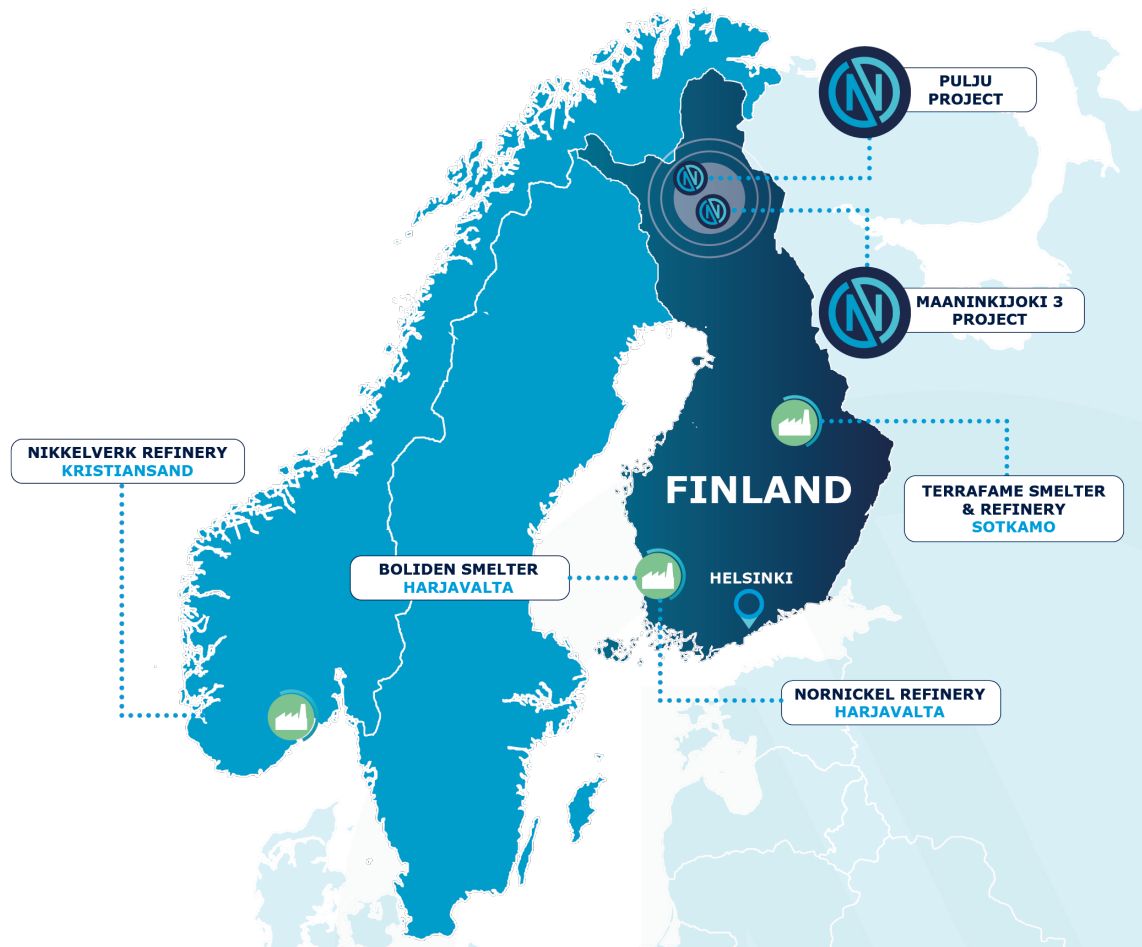 PULJU
PROJECT
MAANINKIJOKI 3
PROJECT
NIKKELVERK REFINERY
KRISTIANSAND
FINLAND
TERRAFAME SMELTER
& REFINERY
SOTKAMO
BOLIDEN SMELTER
HARJAVALTA
HELSINKI
NORNICKEL REFINERY
HARJAVALTA